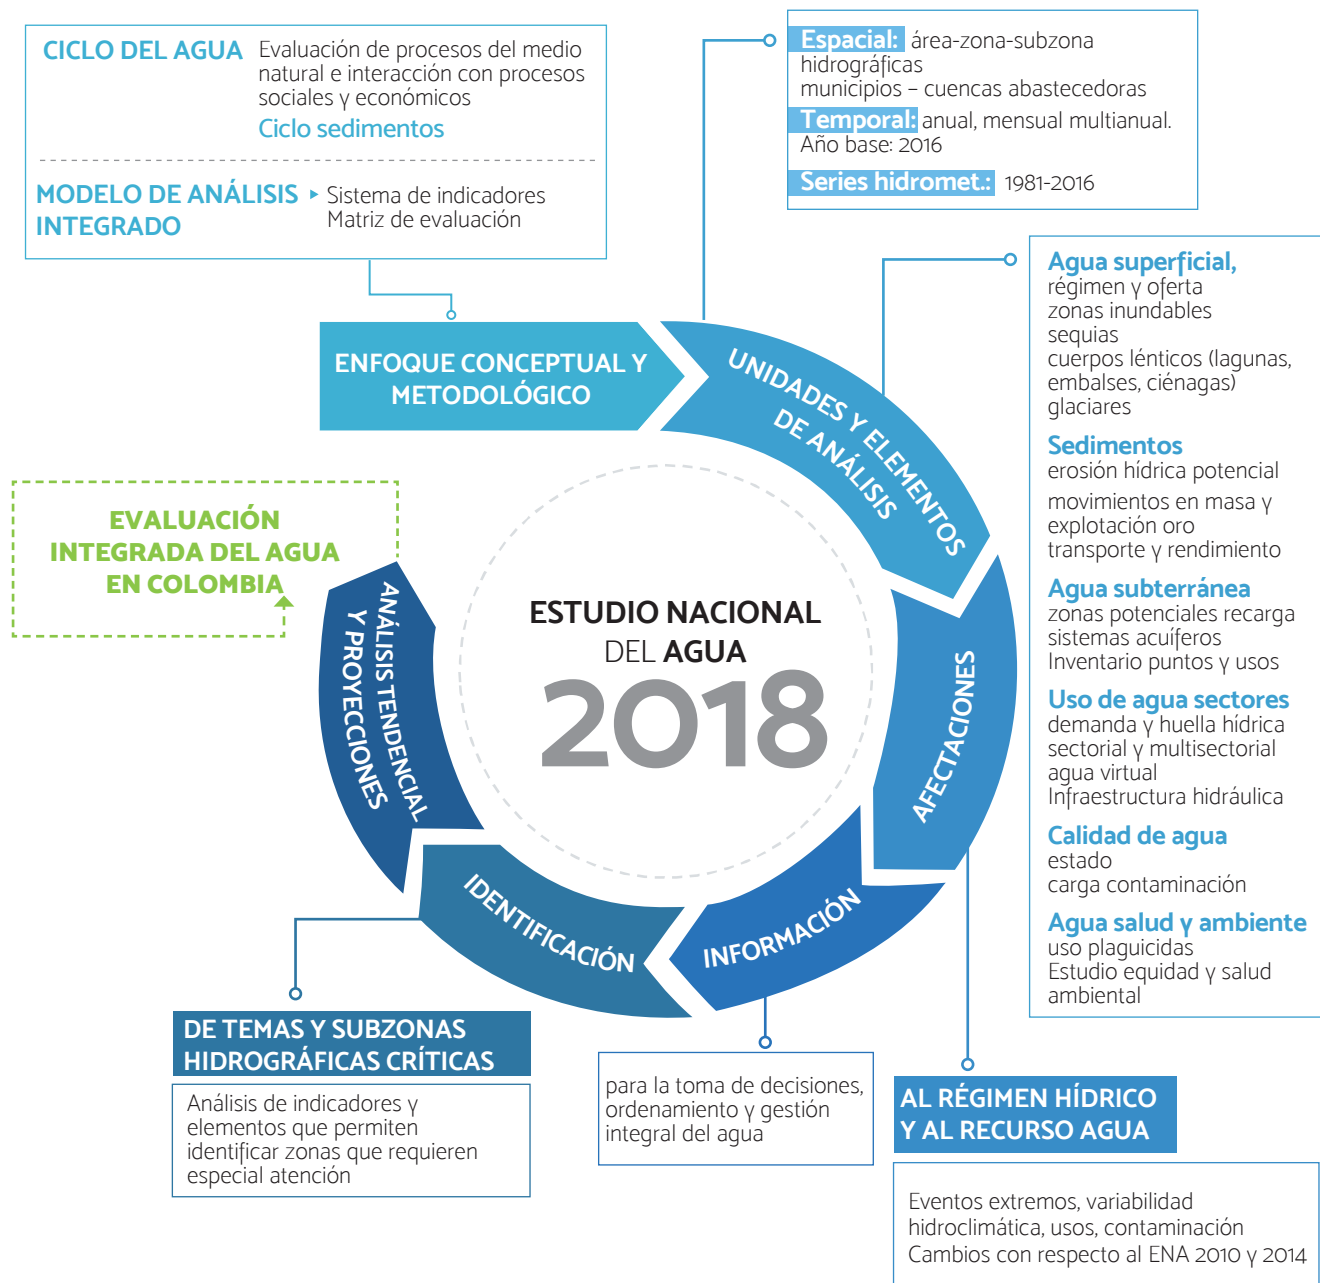 CICLO DEL AGUA
Evaluación de procesos del medio
natural e interacción con procesos
sociales y económicos
Ciclo sedimentos
MODELO DE ANÁLISIS
INTEGRADO
Sistema de indicadores
Matriz de evaluación
Espacial: área-zona-subzona
hidrográficas
municipios – cuencas abastecedoras
Temporal: anual, mensual multianual.
Año base: 2016
Series hidromet.: 1981-2016
ENFOQUE CONCEPTUAL Y
METODOLÓGICO
UNIDADES Y ELEMENTOS
DE ANÁLISIS
Agua superficial,
régimen y oferta
zonas inundables
sequias
cuerpos lénticos (lagunas,
embalses, ciénagas)
glaciares
Sedimentos
erosión hídrica potencial
movimientos en masa y
explotación oro
transporte y rendimiento
Agua subterránea
zonas potenciales recarga
sistemas acuíferos
Inventario puntos y usos
Uso de agua sectores
demanda y huella hídrica
sectorial y multisectorial
agua virtual
Infraestructura hidráulica
Calidad de agua
estado
carga contaminación
Agua salud y ambiente
uso plaguicidas
Estudio equidad y salud
ambiental
EVALUACIÓN
INTEGRADA DEL AGUA
EN COLOMBIA
ESTUDIO NACIONAL
DEL AGUA
2018
AFECTACIONES
AL RÉGIMEN HÍDRICO
Y AL RECURSO AGUA
Eventos extremos, variabilidad
hidroclimática, usos, contaminación
Cambios con respecto al ENA 2010 y 2014
INFORMACIÓN
para la toma de decisiones,
ordenamiento y gestión
integral del agua
IDENTIFICACIÓN
DE TEMAS Y SUBZONAS
HIDROGRÁFICAS CRÍTICAS
Análisis de indicadores y
elementos que permiten
identificar zonas que requieren
especial atención
ANÁLISIS TENDENCIAL
Y PROYECCIONES